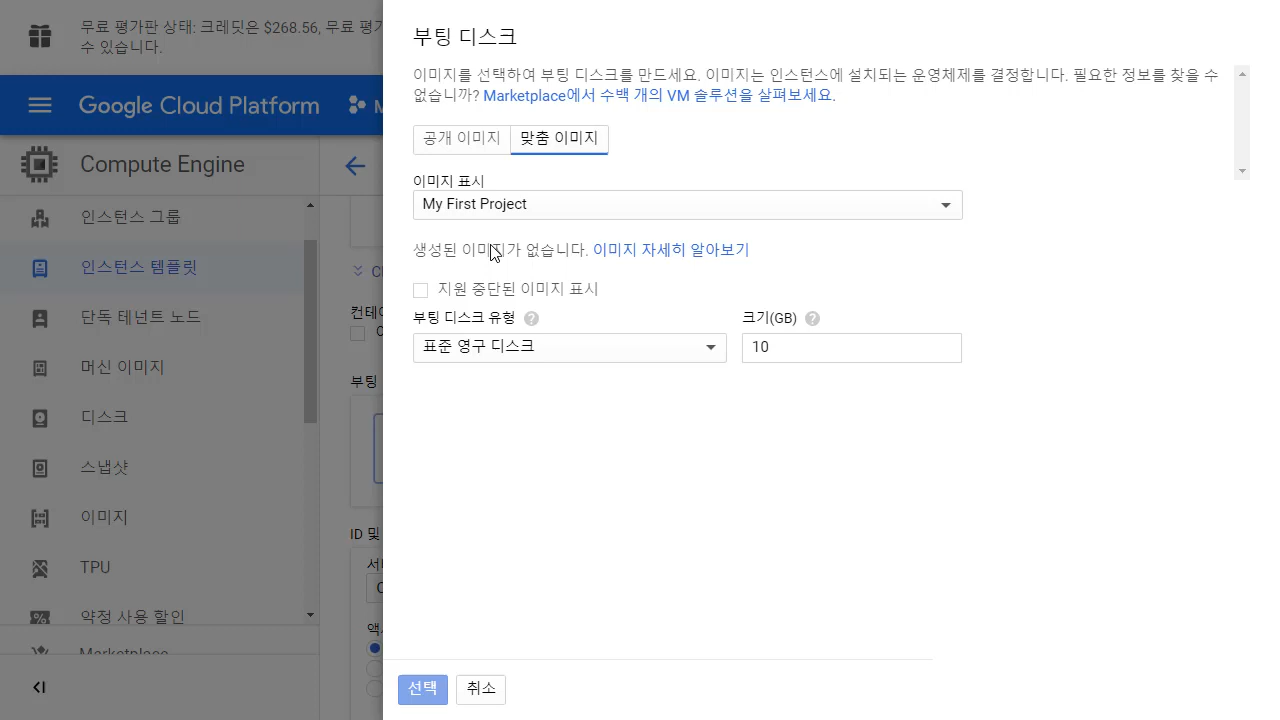 무료 평가판 상태: 크레딧은 $268.56, 무료 평가
수 있습니다.
Google Cloud Platform
Compute Engine
인스턴스 그룹
인스턴스 템플릿
단독 테넌트 노드
머신 이미지
디스크
스냅샷
이미지
TPU
약정 사용 할인
Marketplace
컨테
부팅
ID 및
부팅 디스크
이미지를 선택하여 부팅 디스크를 만드세요. 이미지는 인스턴스에 설치되는 운영체제를 결정합니다. 필요한 정보를 찾을 수
없습니까? Marketplace에서 수백 개의 VM 솔루션을 살펴보세요.
공개 이미지 맞춤 이미지
이미지 표시
My First Project
생성된 이미지가 없습니다. 이미지 자세히 알아보기
지원 중단된 이미지 표시
부팅 디스크 유형 크기(GB)
표준 영구 디스크 10
선택 취소